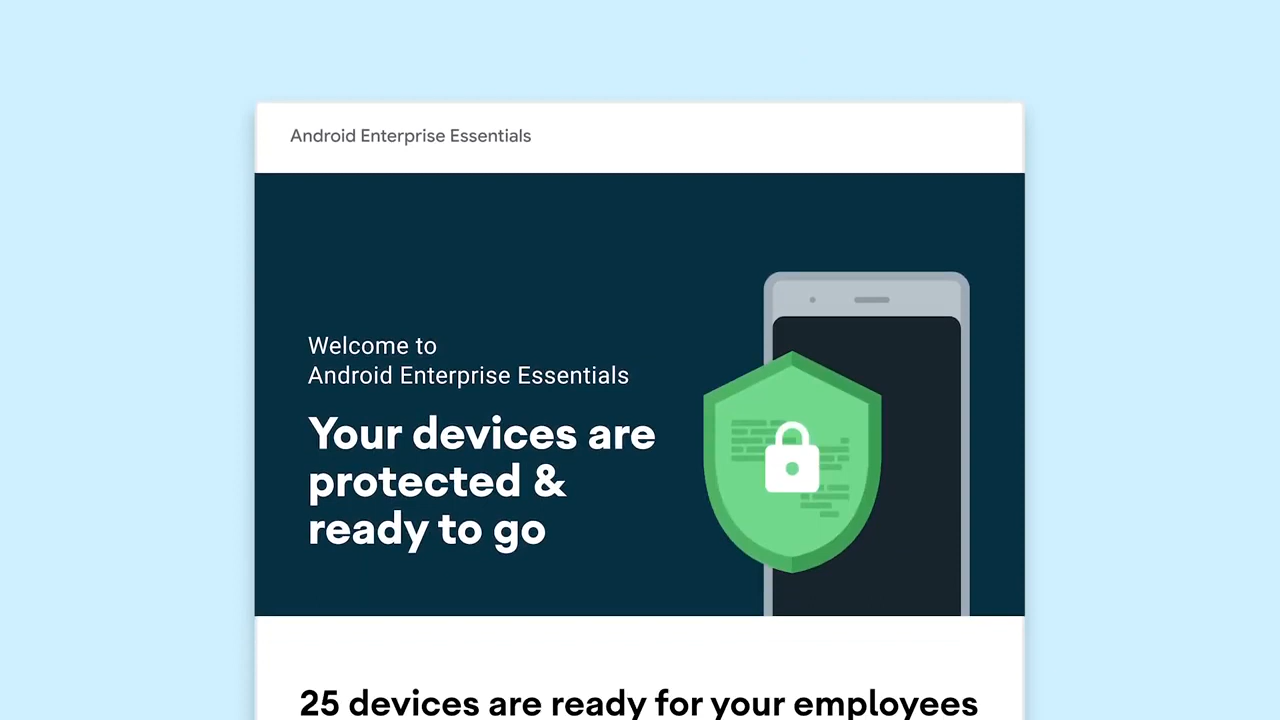 Android Enterprise Essentials
Welcome to
Android Enterprise Essentials
Your devices are
protected &
ready to go
25 devices are ready for your employees